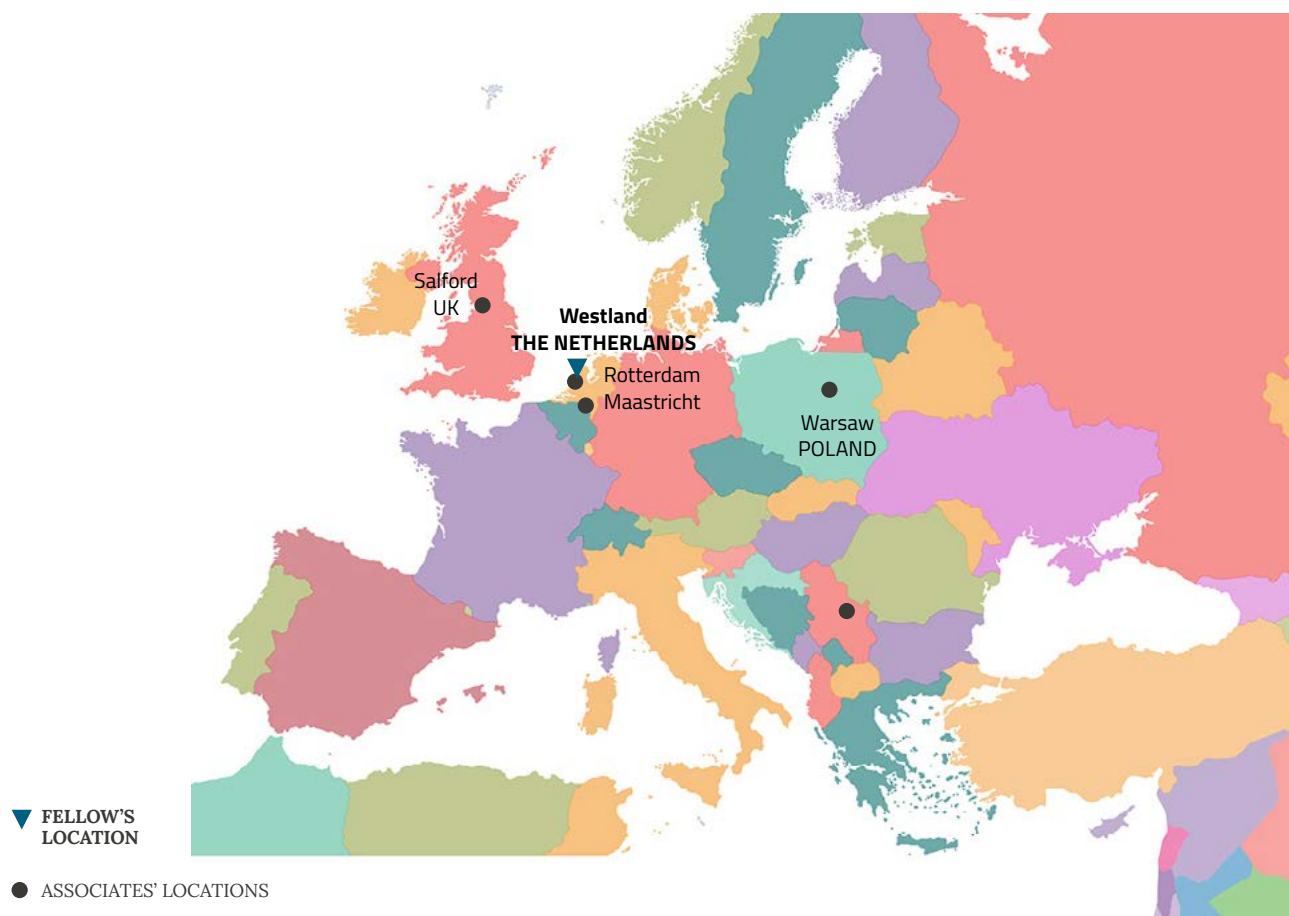 Salford
UK
Westland
THE NETHERLANDS
Rotterdam
Maastricht
Warsaw
POLAND
FELLOW'S
LOCATION
ASSOCIATES' LOCATIONS